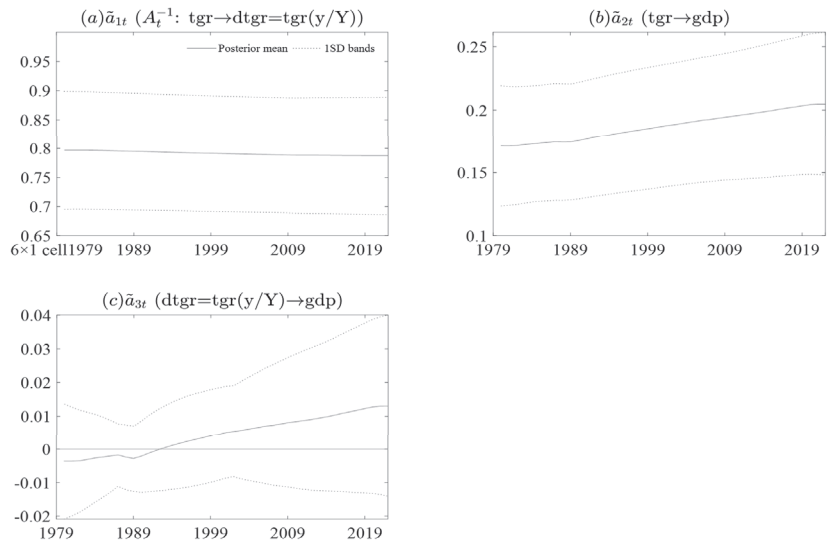 (a)ã₁ₜ (Aₜ⁻¹: tgr→dtgr=tgr(y/Y))
Posterior mean 1SD bands
0.95
0.9
0.85
0.8
0.75
0.7
0.65
6×1 cell1979 1989 1999 2009 2019
(b)ã₂ₜ (tgr→gdp)
0.25
0.2
0.15
0.1
1979 1989 1999 2009 2019
(c)ã₃ₜ (dtgr=tgr(y/Y)→gdp)
0.04
0.03
0.02
0.01
0
-0.01
-0.02
1979 1989 1999 2009 2019